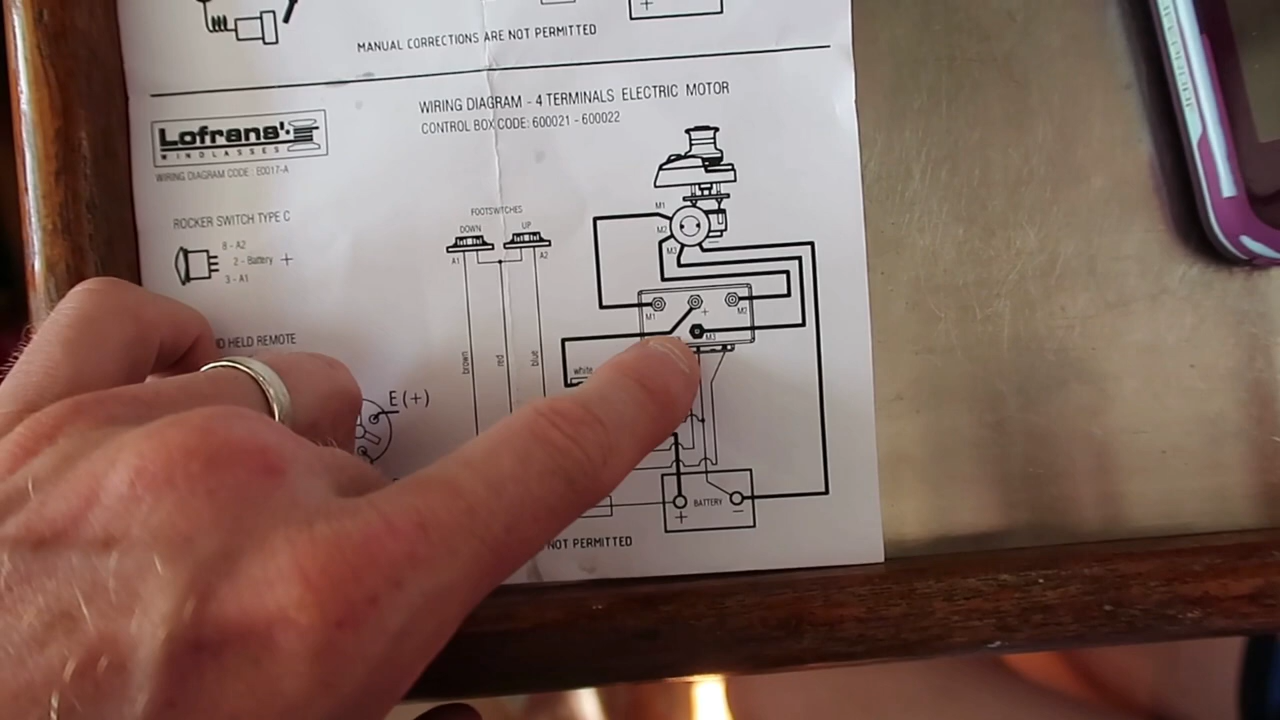 +
MANUAL CORRECTIONS ARE NOT PERMITTED
WIRING DIAGRAM - 4 TERMINALS ELECTRIC MOTOR
CONTROL BOX CODE: 600021 - 600022
Lofrans'
WINDLASSES
WIRING DIAGRAM CODE : E0017-A
ROCKER SWITCH TYPE C
8 - A2
2 - Battery +
3 - A1
FOOTSWITCHES
DOWN
UP
A1
A2
M1
M2
M3
M1
+
M2
M3
HELD REMOTE
brown
red
blue
white
E (+)
BATTERY
+
-
NOT PERMITTED